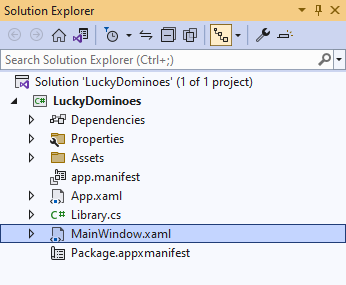 Solution Explorer
Search Solution Explorer (Ctrl+;)
Solution 'LuckyDominoes' (1 of 1 project)
C# LuckyDominoes
Dependencies
Properties
Assets
app.manifest
App.xaml
C# Library.cs
MainWindow.xaml
Package.appxmanifest